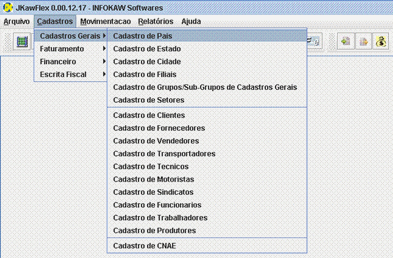 JKawFlex 0.00.12.17 - INFOKAW Softwares
Arquivo Cadastros Movimentacao Relatórios Ajuda
Cadastros Gerais
Faturamento
Financeiro
Escrita Fiscal
Cadastro de Pais
Cadastro de Estado
Cadastro de Cidade
Cadastro de Filiais
Cadastro de Grupos/Sub-Grupos de Cadastros Gerais
Cadastro de Setores
Cadastro de Clientes
Cadastro de Fornecedores
Cadastro de Vendedores
Cadastro de Transportadores
Cadastro de Tecnicos
Cadastro de Motoristas
Cadastro de Sindicatos
Cadastro de Funcionarios
Cadastro de Trabalhadores
Cadastro de Produtores
Cadastro de CNAE